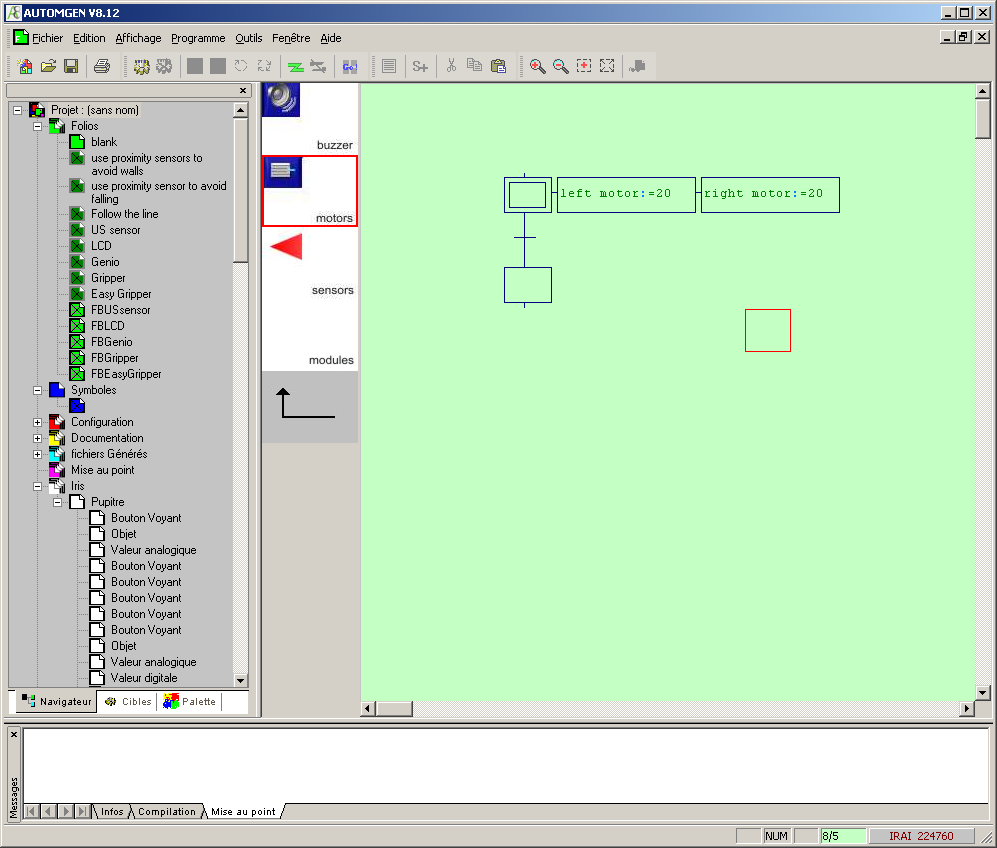 AUTOMGEN V8.12
Fichier Edition Affichage Programme Outils Fenêtre Aide
S+
Go!
Projet : (sans nom)
Folios
blank
use proximity sensors to
avoid walls
use proximity sensor to avoid
falling
Follow the line
US sensor
LCD
Genio
Gripper
Easy Gripper
FBUSsensor
FBLCD
FBGenio
FBGripper
FBEasyGripper
Symboles
Configuration
Documentation
fichiers Générés
Mise au point
Iris
Pupitre
Bouton Voyant
Objet
Valeur analogique
Bouton Voyant
Bouton Voyant
Bouton Voyant
Bouton Voyant
Bouton Voyant
Objet
Valeur analogique
Valeur digitale
Navigateur Cibles Palette
buzzer
motors
sensors
modules
left motor:=20 right motor:=20
Messages
Infos Compilation Mise au point
NUM 8/5 IRAI 224760